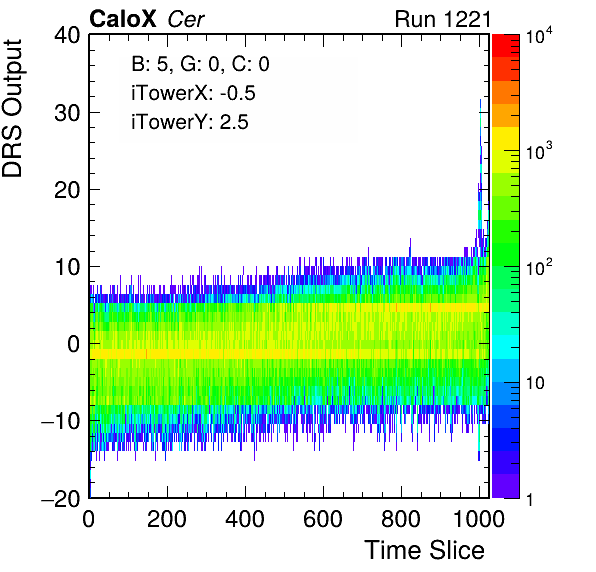 CaloX Cer Run 1221
B: 5, G: 0, C: 0
iTowerX: -0.5
iTowerY: 2.5
DRS Output
40
30
20
10
0
−10
−20
0 200 400 600 800 1000
Time Slice
10^4
10^3
10^2
10
1